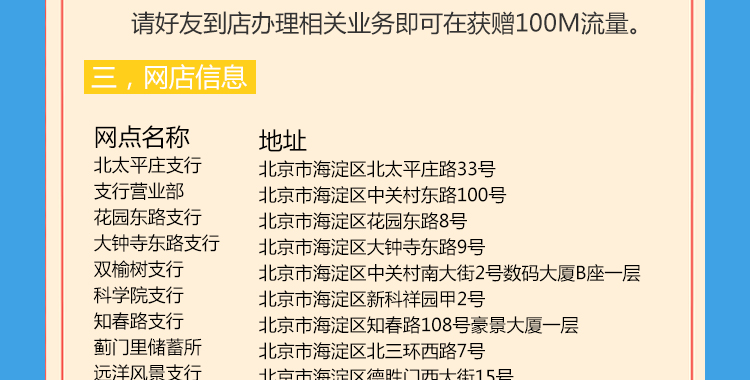 请好友到店办理相关业务即可在获赠100M流量。
三，网店信息
网点名称 地址
北太平庄支行 北京市海淀区北太平庄路33号
支行营业部 北京市海淀区中关村东路100号
花园东路支行 北京市海淀区花园东路8号
大钟寺东路支行 北京市海淀区大钟寺东路9号
双榆树支行 北京市海淀区中关村南大街2号数码大厦B座一层
科学院支行 北京市海淀区新科祥园甲2号
知春路支行 北京市海淀区知春路108号豪景大厦一层
蓟门里储蓄所 北京市海淀区北三环西路7号
远洋风景支行 北京市海淀区德胜门西大街15号